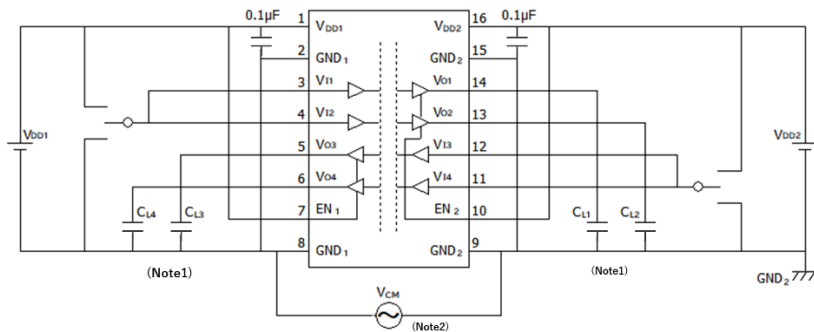 0.1μF
0.1μF
1 VDD1 VDD2 16
2 GND1 GND2 15
3 VI1 VO1 14
4 VI2 VO2 13
5 VO3 VI3 12
6 VO4 VI4 11
7 EN1 EN2 10
8 GND1 GND2 9
VDD1
VDD2
CL4 CL3
CL1 CL2
(Note1)
(Note1)
GND2
VCM
(Note2)